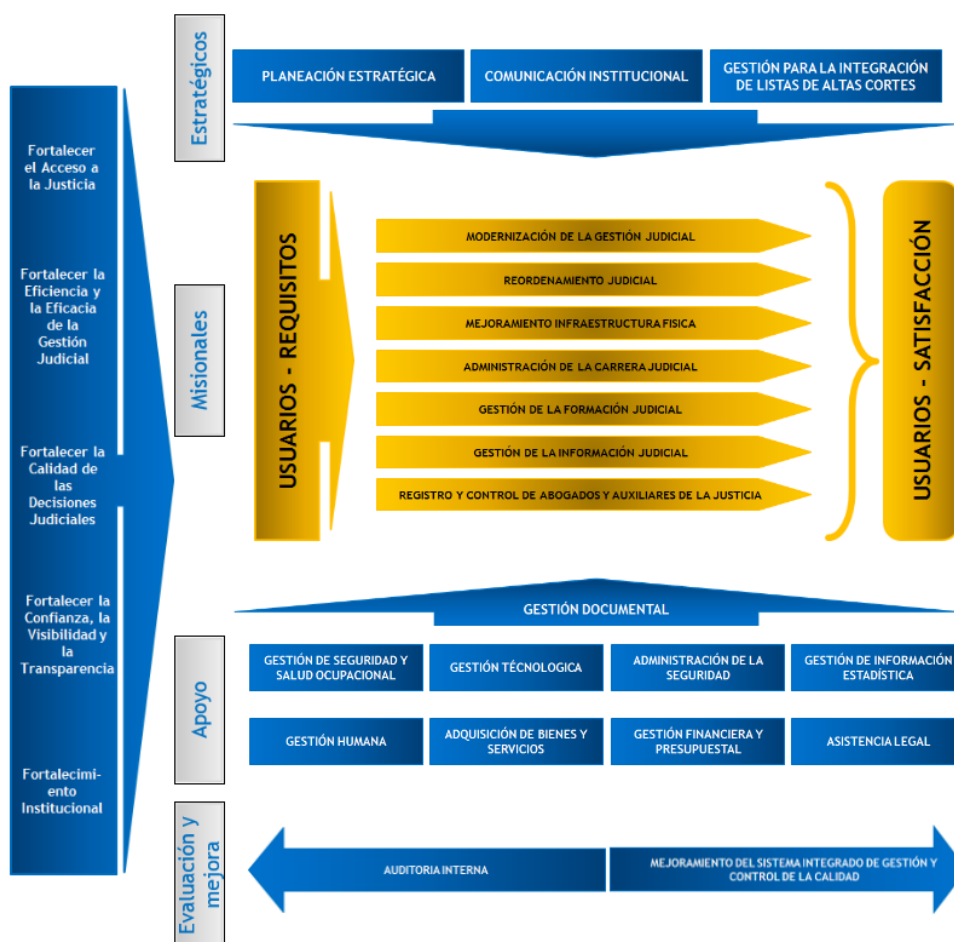 Fortalecer
el Acceso a
la Justicia
Fortalecer la
Eficiencia y
la Eficacia
de la
Gestión
Judicial
Fortalecer la
Calidad de
las
Decisiones
Judiciales
Fortalecer la
Confianza, la
Visibilidad y
la
Transparencia
Fortalecimi-
ento
Institucional
Estratégicos
PLANEACIÓN ESTRATÉGICA
COMUNICACIÓN INSTITUCIONAL
GESTIÓN PARA LA INTEGRACIÓN
DE LISTAS DE ALTAS CORTES
Misionales
USUARIOS - REQUISITOS
MODERNIZACIÓN DE LA GESTIÓN JUDICIAL
REORDENAMIENTO JUDICIAL
MEJORAMIENTO INFRAESTRUCTURA FISICA
ADMINISTRACIÓN DE LA CARRERA JUDICIAL
GESTIÓN DE LA FORMACIÓN JUDICIAL
GESTIÓN DE LA INFORMACIÓN JUDICIAL
REGISTRO Y CONTROL DE ABOGADOS Y AUXILIARES DE LA JUSTICIA
USUARIOS - SATISFACCIÓN
Apoyo
GESTIÓN DOCUMENTAL
GESTIÓN DE SEGURIDAD Y
SALUD OCUPACIONAL
GESTIÓN TÉCNOLOGICA
ADMINISTRACIÓN DE LA
SEGURIDAD
GESTIÓN DE INFORMACIÓN
ESTADÍSTICA
GESTIÓN HUMANA
ADQUISICIÓN DE BIENES Y
SERVICIOS
GESTIÓN FINANCIERA Y
PRESUPUESTAL
ASISTENCIA LEGAL
Evaluación y
mejora
AUDITORIA INTERNA
MEJORAMIENTO DEL SISTEMA INTEGRADO DE GESTIÓN Y
CONTROL DE LA CALIDAD